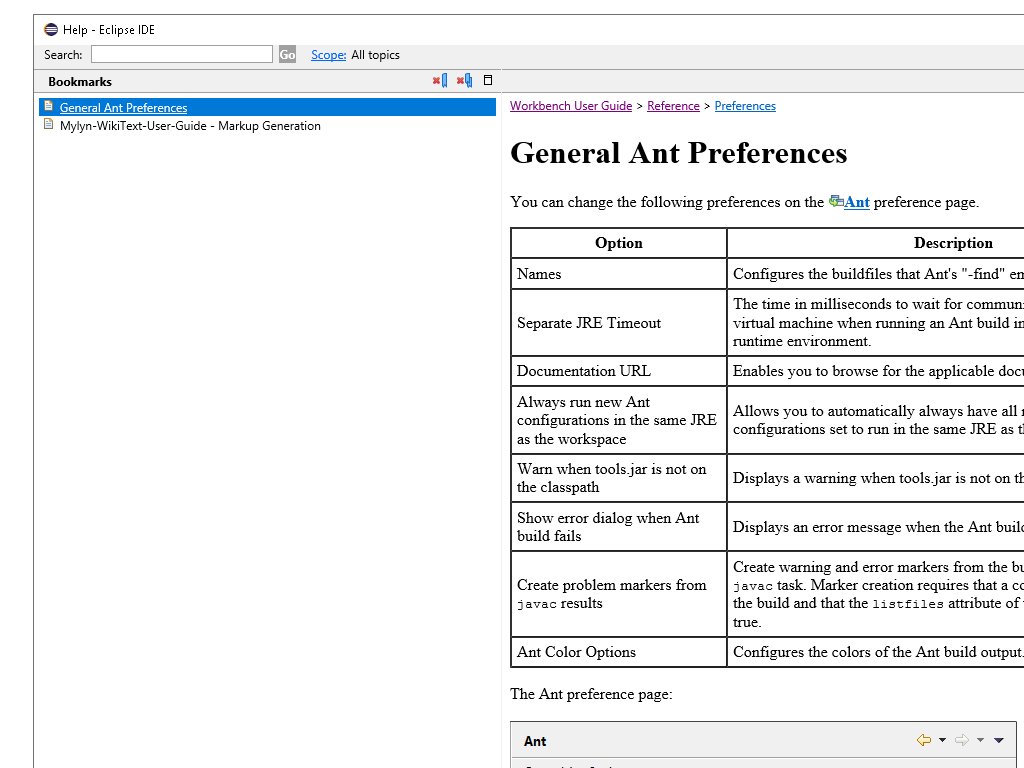 Help - Eclipse IDE
Search: Go Scope: All topics
Bookmarks
General Ant Preferences
Mylyn-WikiText-User-Guide - Markup Generation
Workbench User Guide > Reference > Preferences
General Ant Preferences
You can change the following preferences on the Ant preference page.
Option Description
Names Configures the buildfiles that Ant's "-find"
Separate JRE Timeout
The time in milliseconds to wait for
virtual machine when running an Ant build
runtime environment.
Documentation URL Enables you to browse for the applicable
Always run new Ant
configurations in the same JRE
as the workspace
Allows you to automatically always have all
configurations set to run in the same JRE as
Warn when tools.jar is not on
the classpath
Displays a warning when tools.jar is not on
Show error dialog when Ant
build fails
Displays an error message when the Ant
Create problem markers from
javac results
Create warning and error markers from the
javac task. Marker creation requires that a
the build and that the listfiles attribute of
true.
Ant Color Options Configures the colors of the Ant build output.
The Ant preference page:
Ant